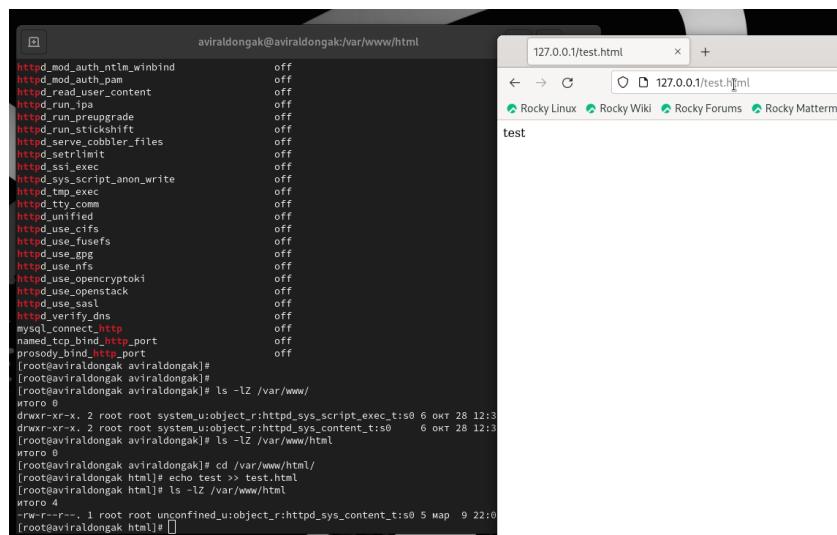 aviraldongak@aviraldongak:/var/www/html
httpd_mod_auth_ntlm_winbind off
httpd_mod_auth_pam off
httpd_read_user_content off
httpd_run_ipa off
httpd_run_preupgrade off
httpd_run_stickshift off
httpd_serve_cobbler_files off
httpd_setrlimit off
httpd_ssi_exec off
httpd_sys_script_anon_write off
httpd_tmp_exec off
httpd_tty_comm off
httpd_unified off
httpd_use_cifs off
httpd_use_fusefs off
httpd_use_gpg off
httpd_use_nfs off
httpd_use_opencryptoki off
httpd_use_openstack off
httpd_use_sasl off
httpd_verify_dns off
mysql_connect_http off
named_tcp_bind_http_port off
prosody_bind_http_port off
[root@aviraldongak aviraldongak]#
[root@aviraldongak aviraldongak]#
[root@aviraldongak aviraldongak]# ls -lZ /var/www/
итого 0
drwxr-xr-x. 2 root root system_u:object_r:httpd_sys_script_exec_t:s0 6 окт 28 12:3
drwxr-xr-x. 2 root root system_u:object_r:httpd_sys_content_t:s0 6 окт 28 12:3
[root@aviraldongak aviraldongak]# ls -lZ /var/www/html
итого 0
[root@aviraldongak aviraldongak]# cd /var/www/html/
[root@aviraldongak html]# echo test >> test.html
[root@aviraldongak html]# ls -lZ /var/www/html
итого 4
-rw-r--r--. 1 root root unconfined_u:object_r:httpd_sys_content_t:s0 5 мар 9 22:0
[root@aviraldongak html]#
127.0.0.1/test.html
127.0.0.1/test.html
Rocky Linux Rocky Wiki Rocky Forums Rocky Matterm
test